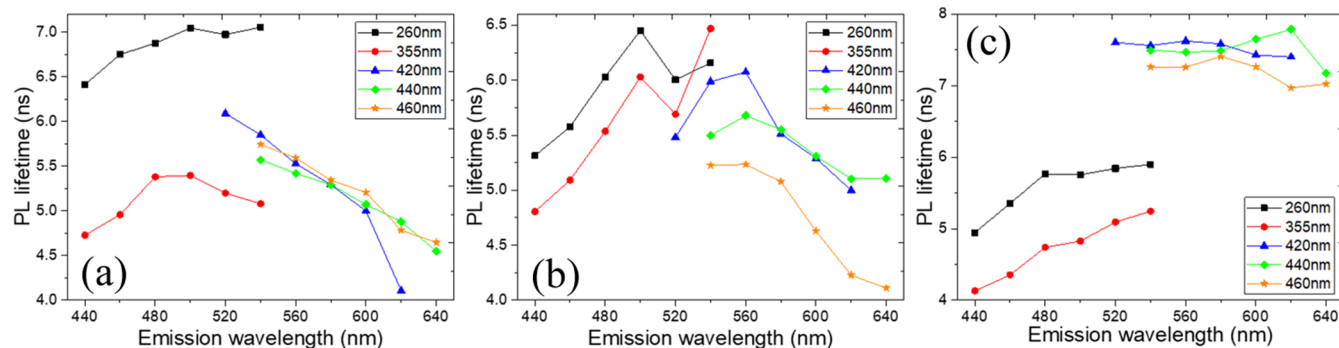 7.0
6.5
6.0
5.5
5.0
4.5
4.0
PL lifetime (ns)
260nm
355nm
420nm
440nm
460nm
(a)
440 480 520 560 600 640
Emission wavelength (nm)
6.5
6.0
5.5
5.0
4.5
4.0
PL lifetime (ns)
260nm
355nm
420nm
440nm
460nm
(b)
440 480 520 560 600 640
Emission wavelength (nm)
8
7
6
5
4
PL lifetime (ns)
(c)
260nm
355nm
420nm
440nm
460nm
440 480 520 560 600 640
Emission wavelength (nm)